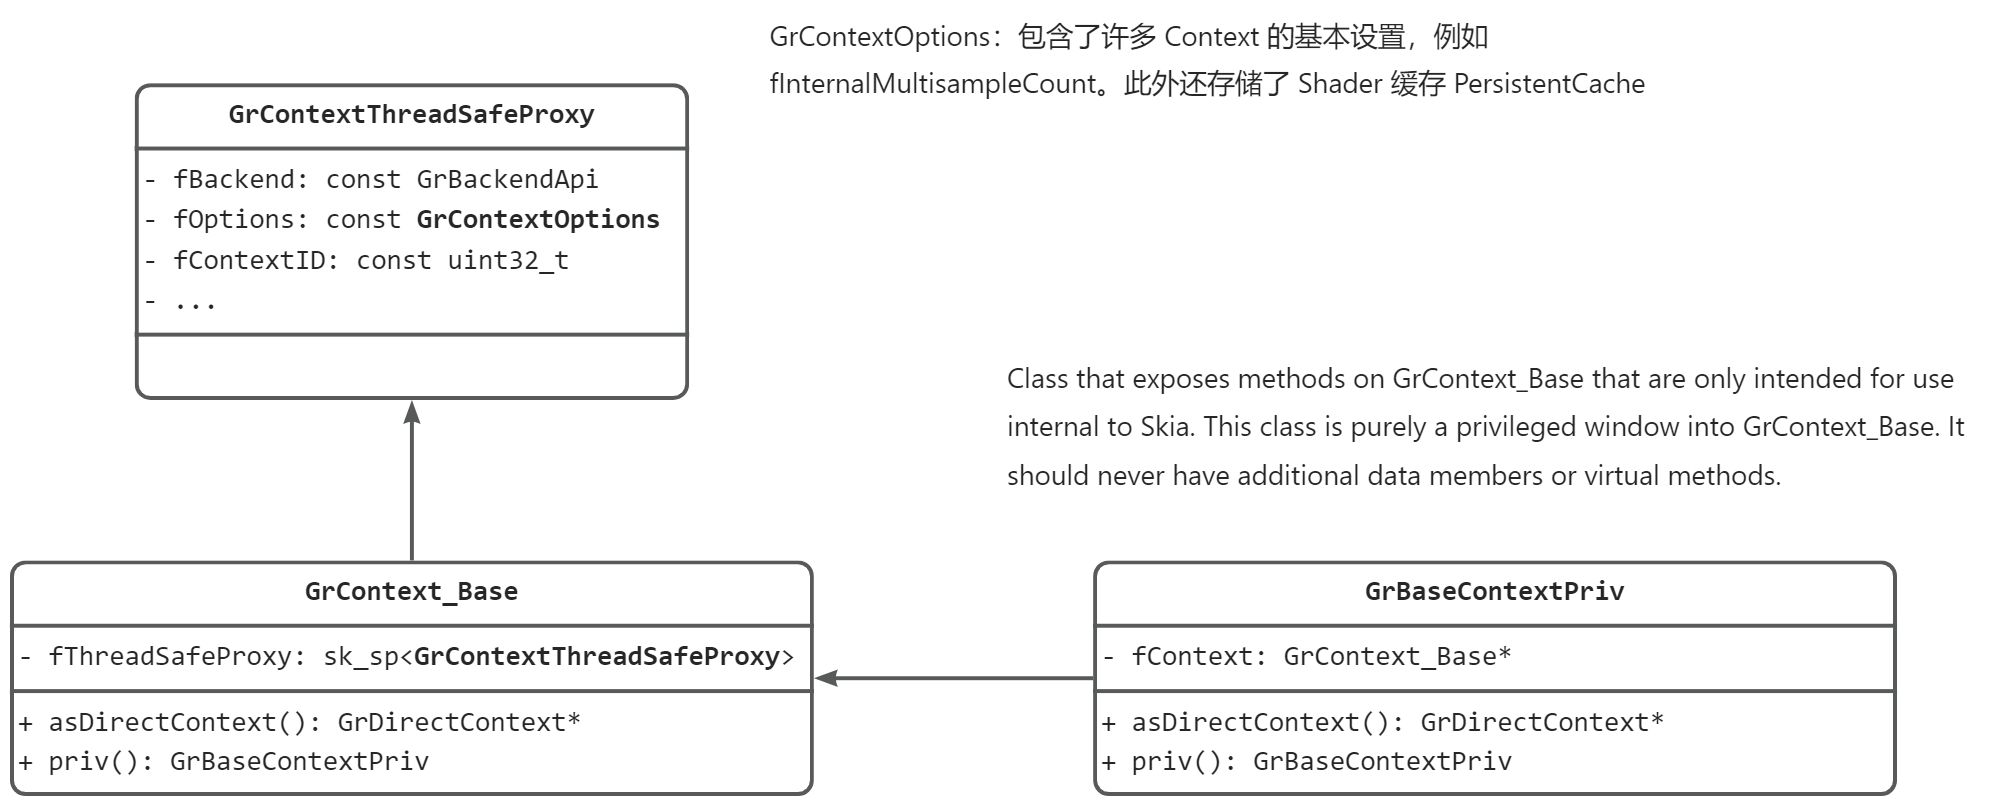 GrContextOptions：包含了许多 Context 的基本设置，例如
fInternalMultisampleCount。此外还存储了 Shader 缓存 PersistentCache
GrContextThreadSafeProxy
- fBackend: const GrBackendApi
- fOptions: const GrContextOptions
- fContextID: const uint32_t
- ...
Class that exposes methods on GrContext_Base that are only intended for use
internal to Skia. This class is purely a privileged window into GrContext_Base. It
should never have additional data members or virtual methods.
GrContext_Base
- fThreadSafeProxy: sk_sp<GrContextThreadSafeProxy>
+ asDirectContext(): GrDirectContext*
+ priv(): GrBaseContextPriv
GrBaseContextPriv
- fContext: GrContext_Base*
+ asDirectContext(): GrDirectContext*
+ priv(): GrBaseContextPriv